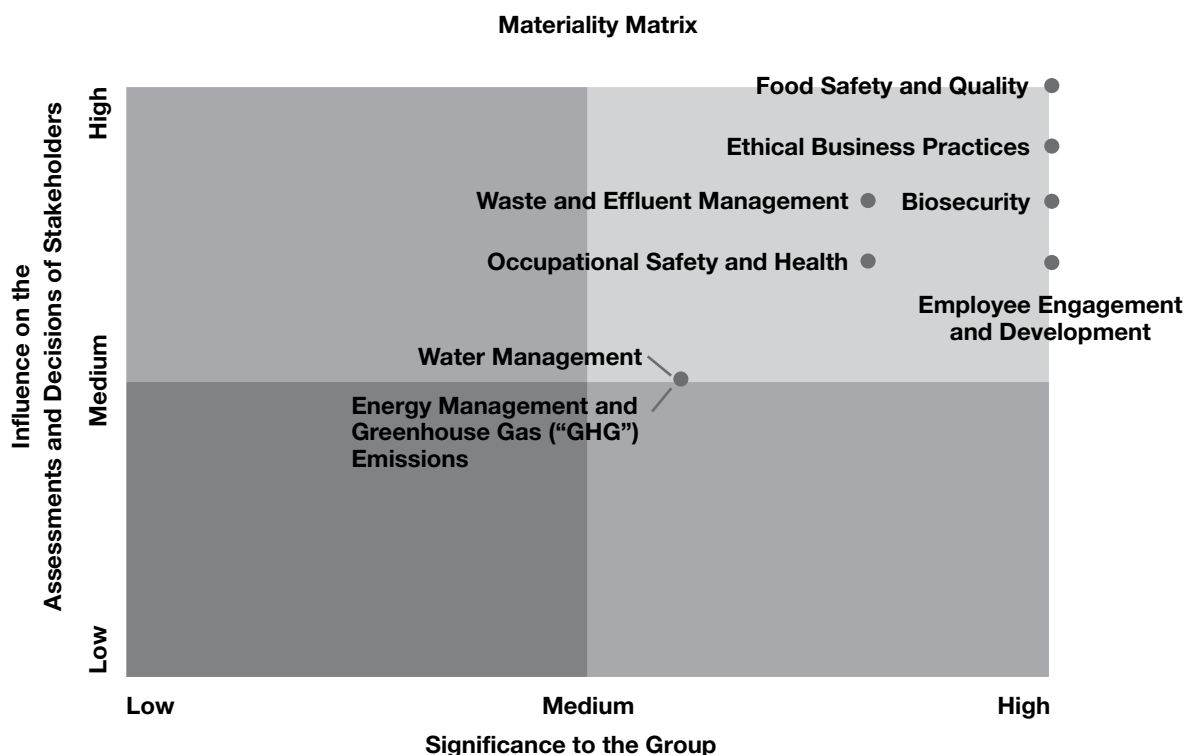 Materiality Matrix
High
Food Safety and Quality
Ethical Business Practices
Waste and Effluent Management
Biosecurity
Occupational Safety and Health
Employee Engagement
and Development
Influence on the
Assessments and Decisions of Stakeholders
Medium
Water Management
Energy Management and
Greenhouse Gas (“GHG”)
Emissions
Low
Low
Medium
High
Significance to the Group